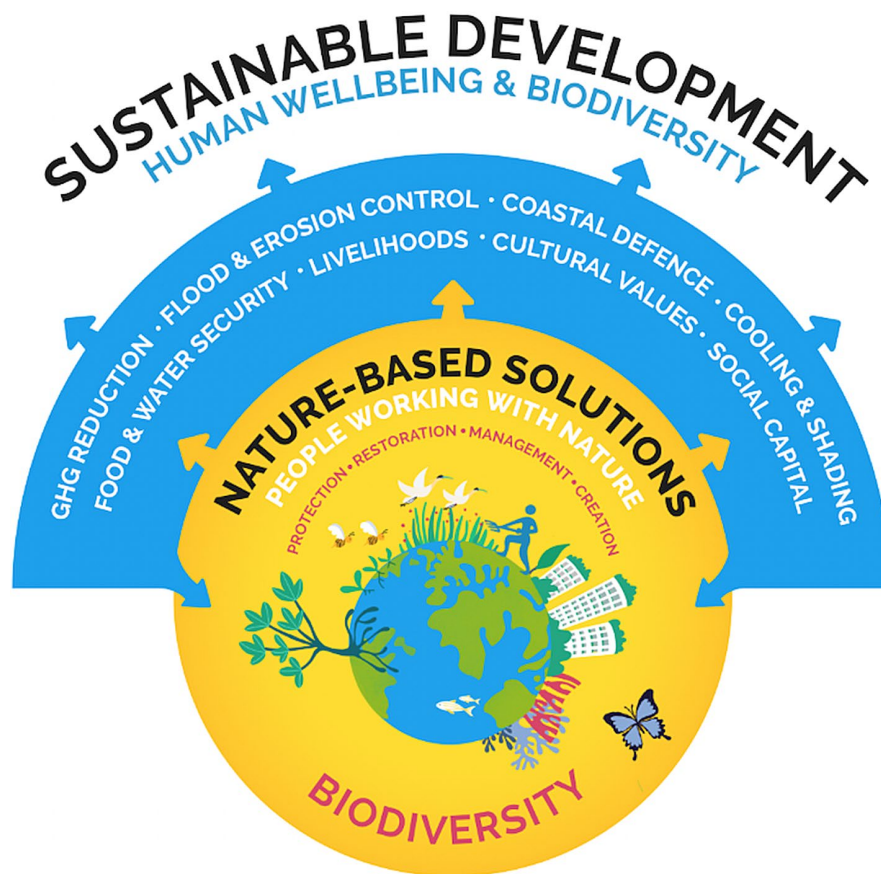 SUSTAINABLE DEVELOPMENT
HUMAN WELLBEING & BIODIVERSITY
GHG REDUCTION · FLOOD & EROSION CONTROL · COASTAL DEFENCE · COOLING & SHADING
FOOD & WATER SECURITY · LIVELIHOODS · CULTURAL VALUES · SOCIAL CAPITAL
NATURE-BASED SOLUTIONS
PEOPLE WORKING WITH NATURE
PROTECTION • RESTORATION • MANAGEMENT • CREATION
BIODIVERSITY